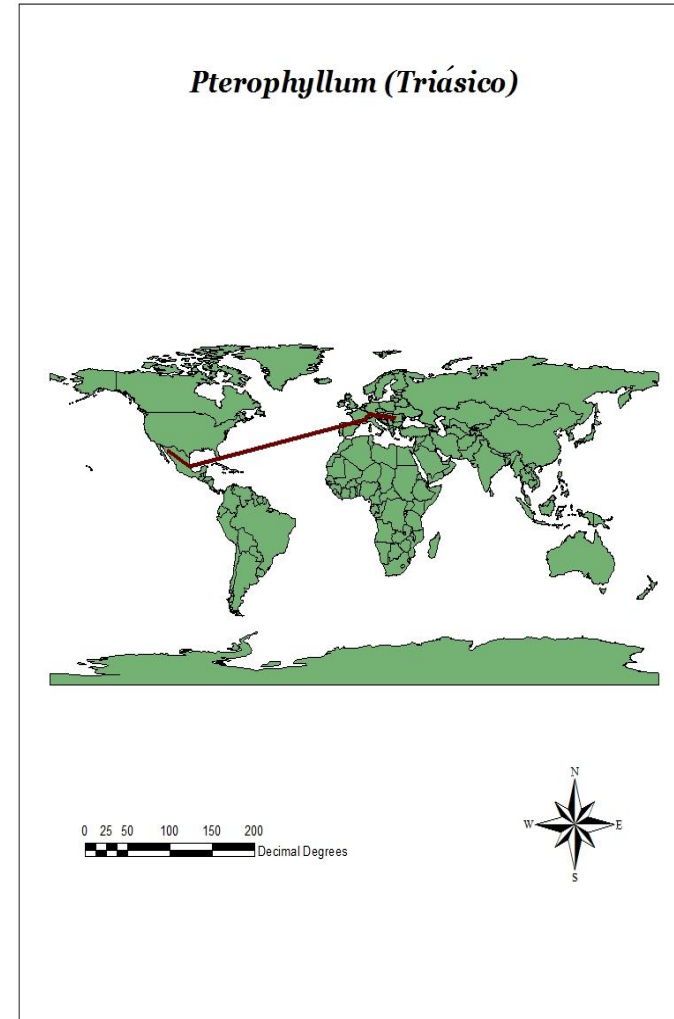 Pterophyllum (Triásico)
N
W E
S
0 25 50 100 150 200
Decimal Degrees